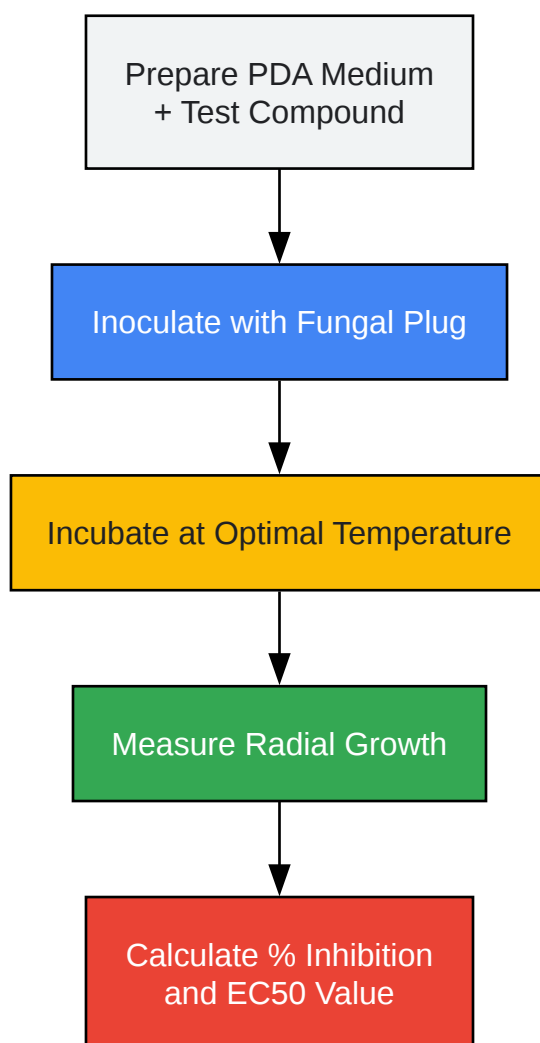 Prepare PDA Medium
+ Test Compound
Inoculate with Fungal Plug
Incubate at Optimal Temperature
Measure Radial Growth
Calculate % Inhibition
and EC50 Value